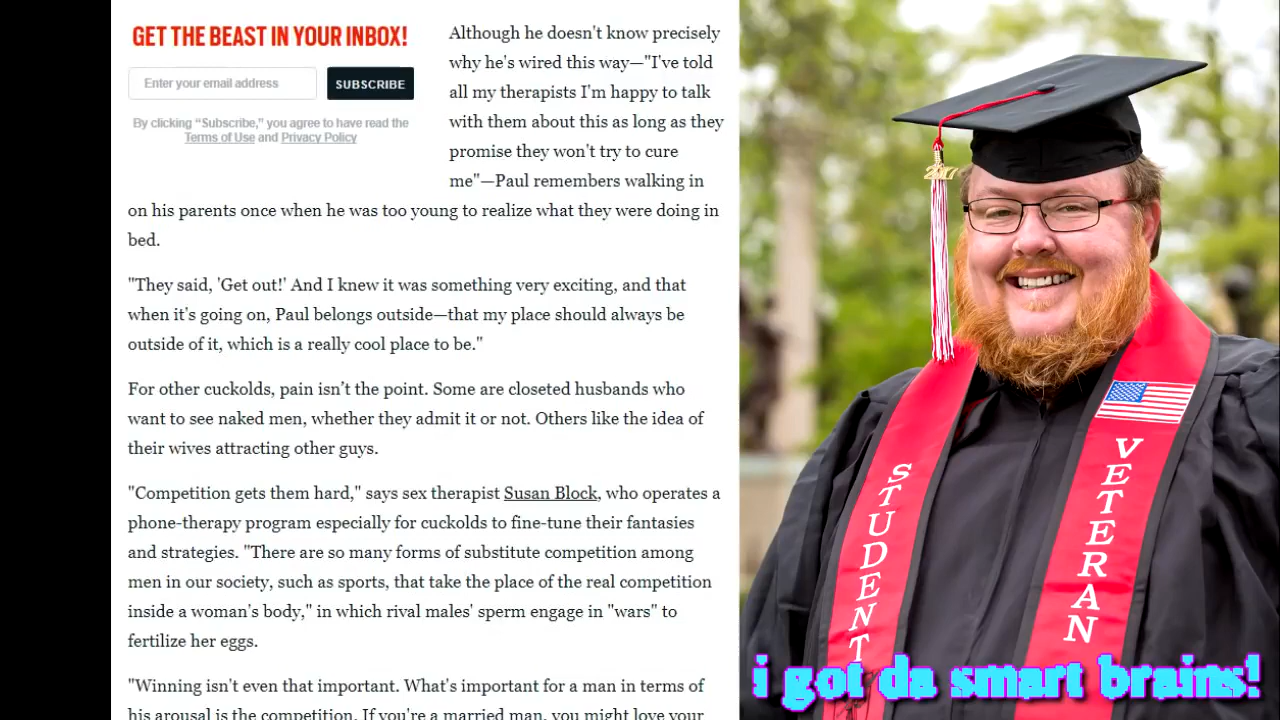 GET THE BEAST IN YOUR INBOX!
Enter your email address
SUBSCRIBE
By clicking “Subscribe,” you agree to have read the
Terms of Use and Privacy Policy
Although he doesn't know precisely
why he's wired this way—"I've told
all my therapists I'm happy to talk
with them about this as long as they
promise they won't try to cure
me"—Paul remembers walking in
on his parents once when he was too young to realize what they were doing in
bed.
"They said, 'Get out!' And I knew it was something very exciting, and that
when it's going on, Paul belongs outside—that my place should always be
outside of it, which is a really cool place to be."
For other cuckolds, pain isn’t the point. Some are closeted husbands who
want to see naked men, whether they admit it or not. Others like the idea of
their wives attracting other guys.
"Competition gets them hard," says sex therapist Susan Block, who operates a
phone-therapy program especially for cuckolds to fine-tune their fantasies
and strategies. "There are so many forms of substitute competition among
men in our society, such as sports, that take the place of the real competition
inside a woman's body," in which rival males' sperm engage in "wars" to
fertilize her eggs.
"Winning isn't even that important. What's important for a man in terms of
his arousal is the competition. If you're a married man, you might love your
2017
STUDENT
VETERAN
i got da smart brains!